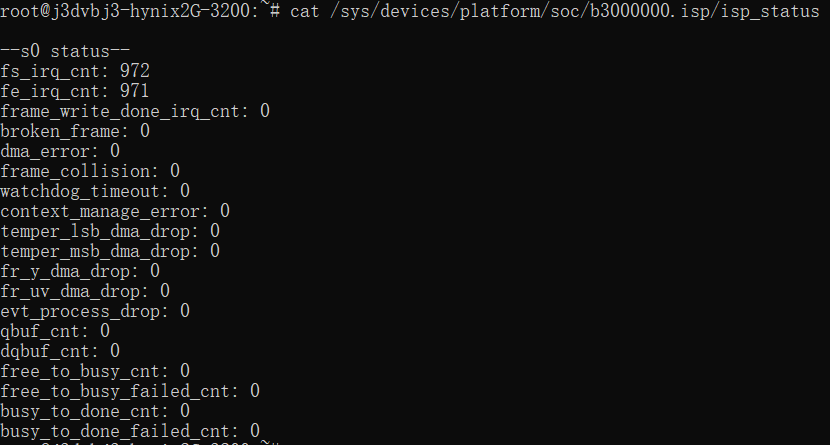 root@j3dvbj3-hynix2G-3200:~# cat /sys/devices/platform/soc/b3000000.isp/isp_status
--s0 status--
fs_irq_cnt: 972
fe_irq_cnt: 971
frame_write_done_irq_cnt: 0
broken_frame: 0
dma_error: 0
frame_collision: 0
watchdog_timeout: 0
context_manage_error: 0
temper_lsb_dma_drop: 0
temper_msb_dma_drop: 0
fr_y_dma_drop: 0
fr_uv_dma_drop: 0
evt_process_drop: 0
qbuf_cnt: 0
dqbuf_cnt: 0
free_to_busy_cnt: 0
free_to_busy_failed_cnt: 0
busy_to_done_cnt: 0
busy_to_done_failed_cnt: 0